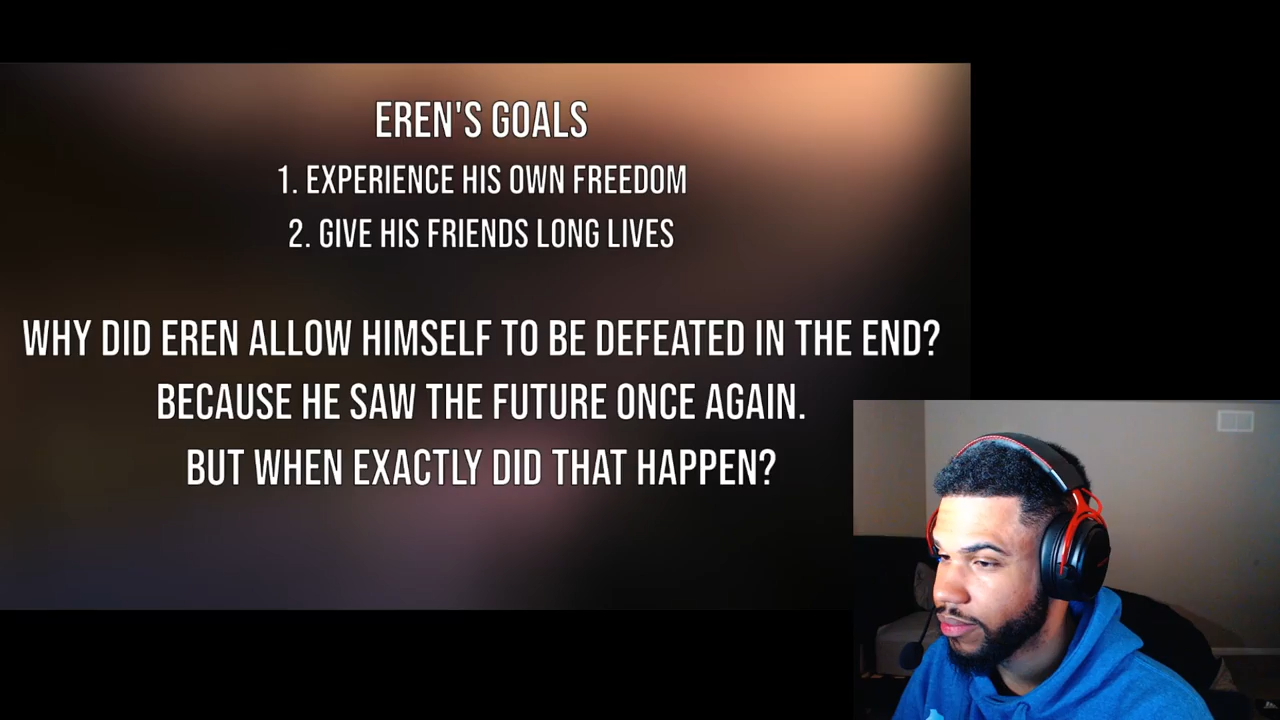 EREN'S GOALS
1. EXPERIENCE HIS OWN FREEDOM
2. GIVE HIS FRIENDS LONG LIVES
WHY DID EREN ALLOW HIMSELF TO BE DEFEATED IN THE END?
BECAUSE HE SAW THE FUTURE ONCE AGAIN.
BUT WHEN EXACTLY DID THAT HAPPEN?